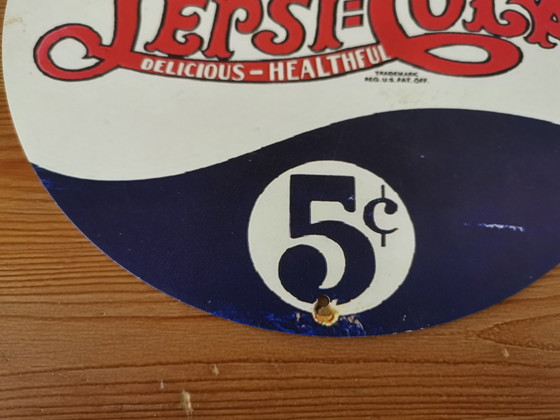 PEPSI=COLA
DELICIOUS-HEALTHFUL
TRADEMARK
REG. U.S. PAT. OFF.
5¢